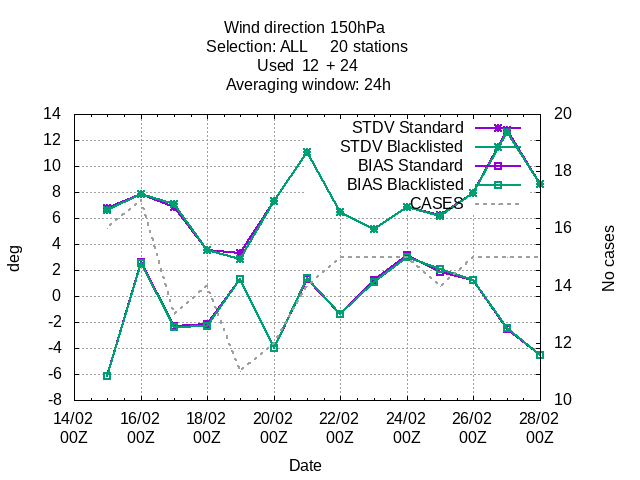 Wind direction 150hPa
Selection: ALL     20 stations
Used  12  + 24
Averaging window: 24h
STDV Standard
STDV Blacklisted
BIAS Standard
BIAS Blacklisted
CASES
14
12
10
8
6
4
2
0
-2
-4
-6
-8
deg
20
18
16
14
12
10
No cases
14/02 16/02 18/02 20/02 22/02 24/02 26/02 28/02
00Z 00Z 00Z 00Z 00Z 00Z 00Z 00Z
Date